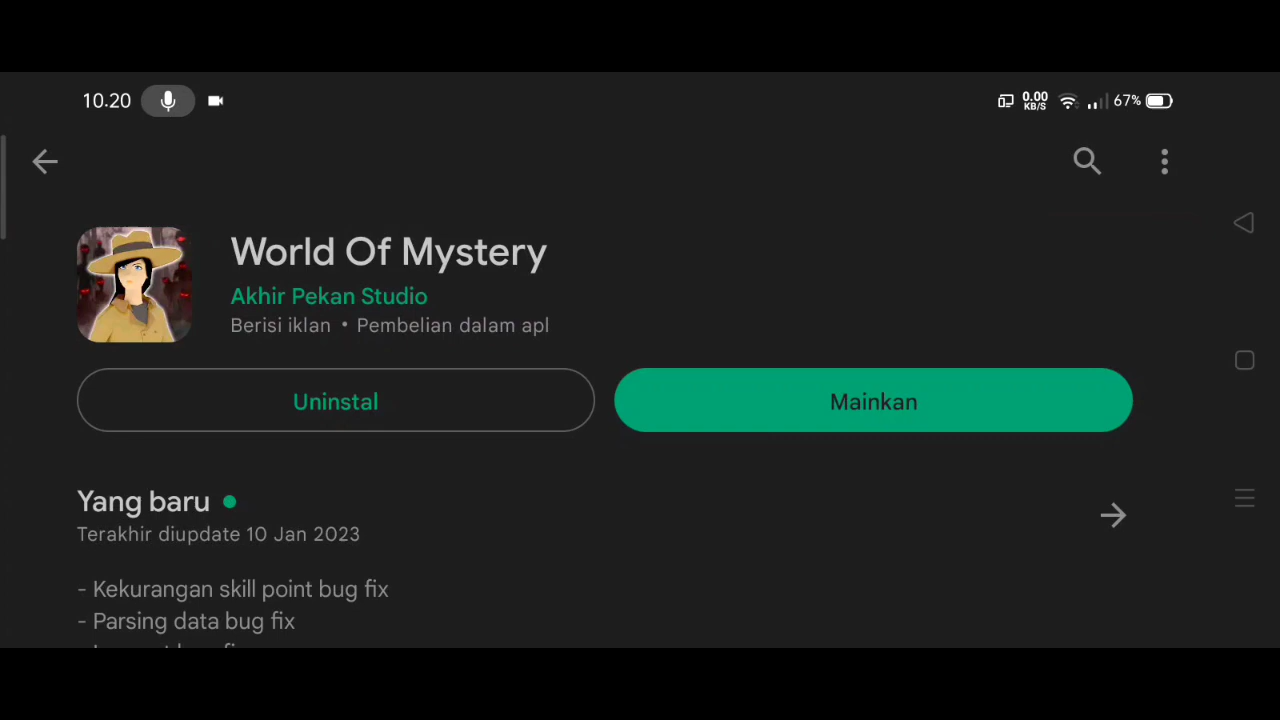 10.20
0.00
KB/S
67%
World Of Mystery
Akhir Pekan Studio
Berisi iklan • Pembelian dalam apl
Uninstal
Mainkan
Yang baru
Terakhir diupdate 10 Jan 2023
- Kekurangan skill point bug fix
- Parsing data bug fix